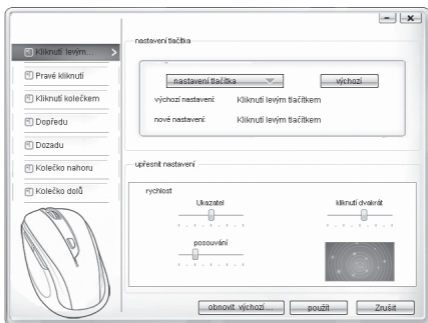 Kliknutí levým...
Pravé kliknutí
Kliknutí kolečkem
Dopředu
Dozadu
Kolečko nahoru
Kolečko dolů
nastavení tlačítka
nastavení tlačítka
výchozí
výchozí nastavení: Kliknutí levým tlačítkem
nové nastavení: Kliknutí levým tlačítkem
upřesnit nastavení
rychlost
Ukazatel
kliknutí dvakrát
posouvání
obnovit výchozí ...
použít
Zrušit